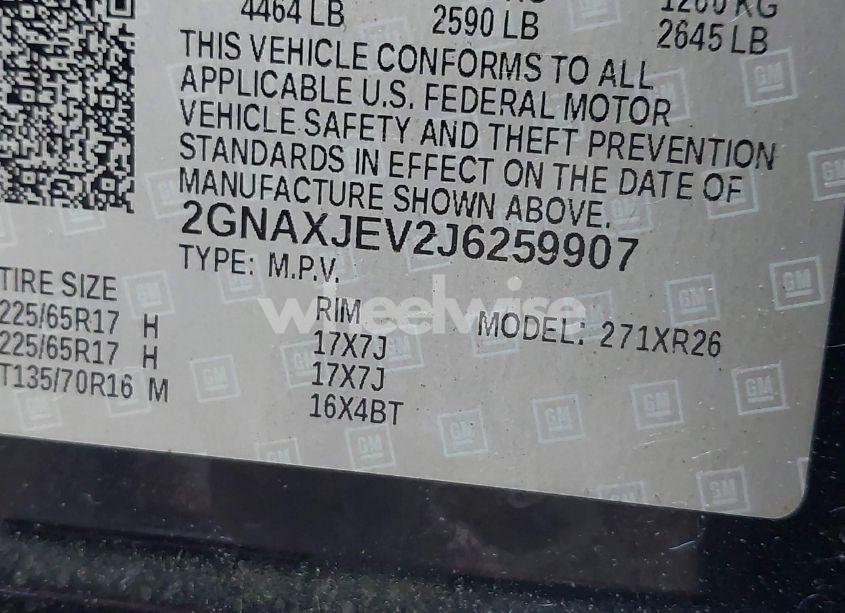 4464 LB 2590 LB 2645 LB
THIS VEHICLE CONFORMS TO ALL
APPLICABLE U.S. FEDERAL MOTOR
VEHICLE SAFETY AND THEFT PREVENTION
STANDARDS IN EFFECT ON THE DATE OF
MANUFACTURE SHOWN ABOVE.
2GNAXJEV2J6259907
TYPE: M.P.V.
TIRE SIZE RIM MODEL: 271XR26
225/65R17 H 17X7J
225/65R17 H 17X7J
T135/70R16 M 16X4BT
wheelwise
GM